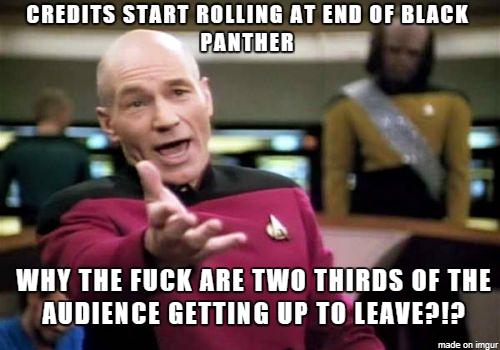 CREDITS START ROLLING AT END OF BLACK
PANTHER
WHY THE FUCK ARE TWO THIRDS OF THE
AUDIENCE GETTING UP TO LEAVE?!?
made on imgur